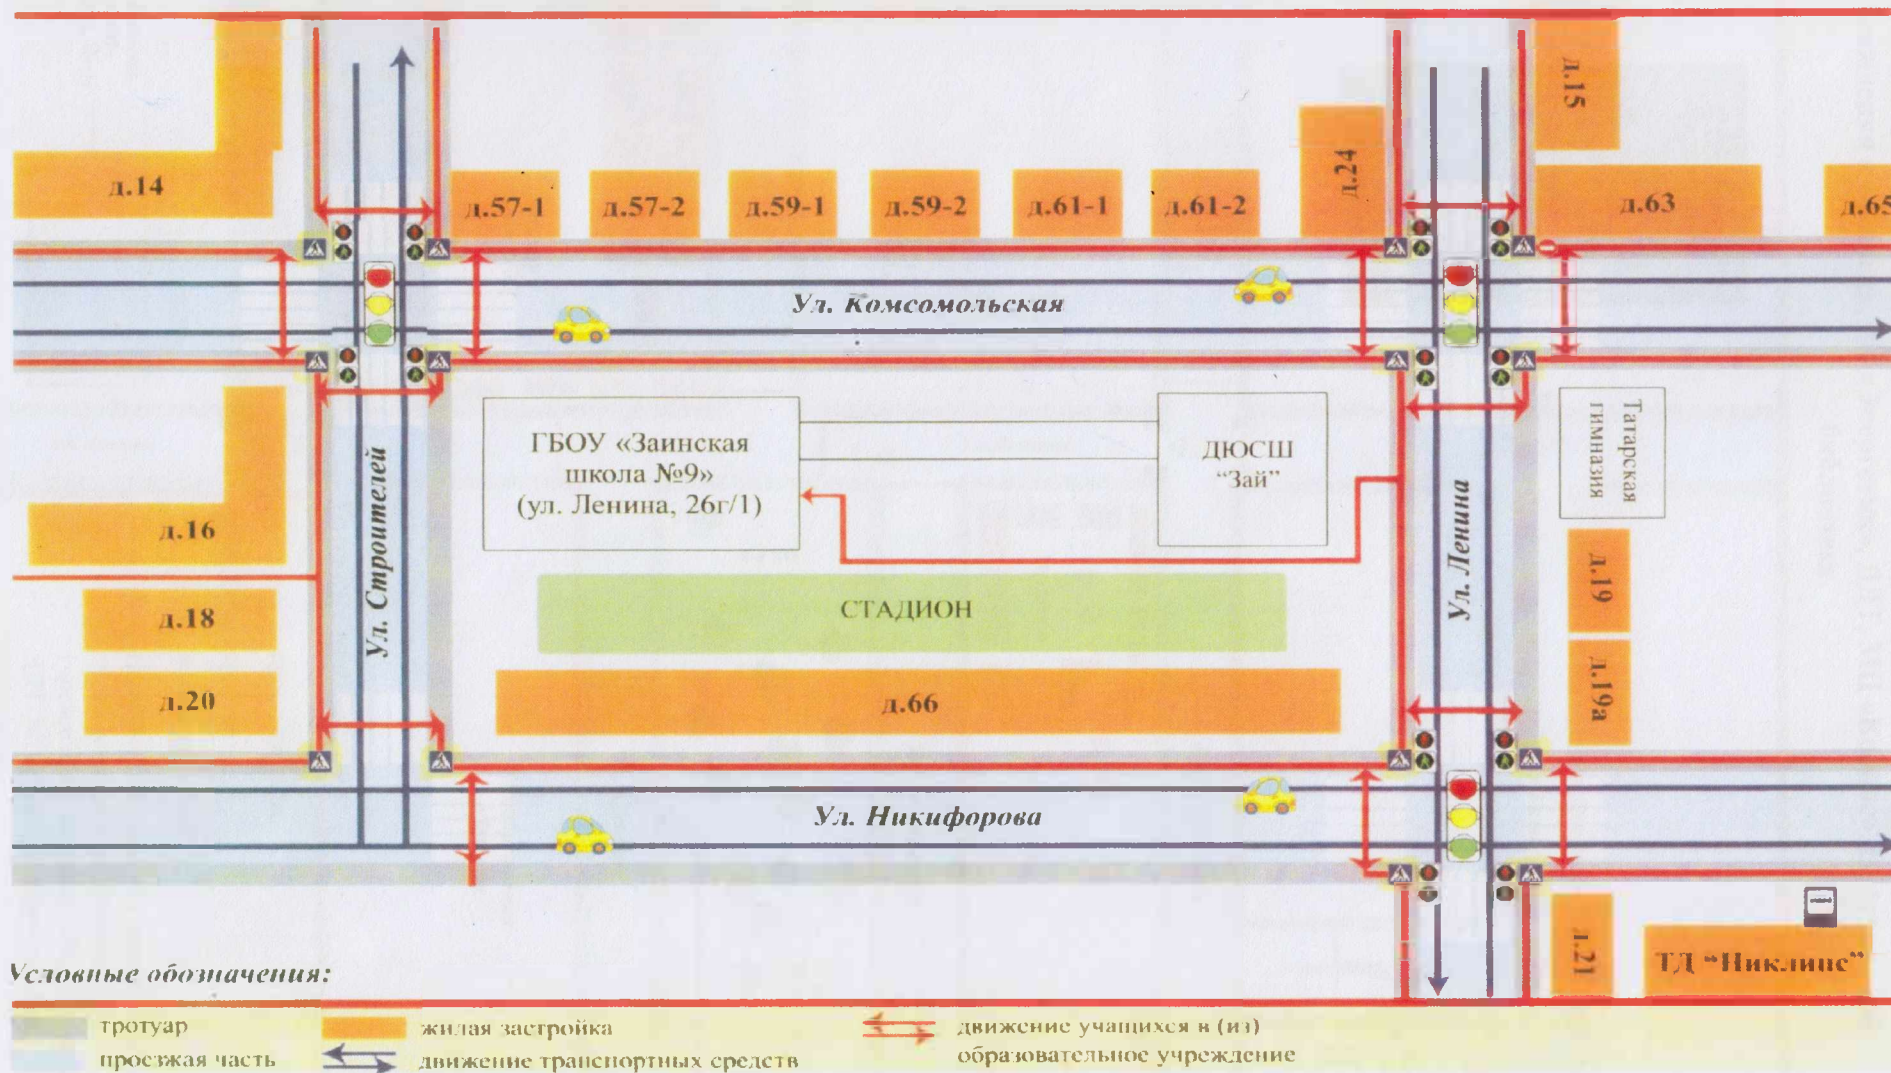 д.15
д.14
д.57-1
д.57-2
д.59-1
д.59-2
д.61-1
д.61-2
д.24
д.63
д.65
Ул. Комсомольская
ГБОУ «Заинская
школа №9»
(ул. Ленина, 26г/1)
ДЮСШ
“Зай”
Татарская
гимназия
Ул. Строителей
Ул. Ленина
д.16
д.18
д.20
СТАДИОН
д.66
д.19
д.19а
Ул. Никифорова
д.21
ТД
Условные обозначения:
тротуар
проезжая часть
жилая застройка
движение транспортных средств
движение учащихся в (из)
образовательное учреждение